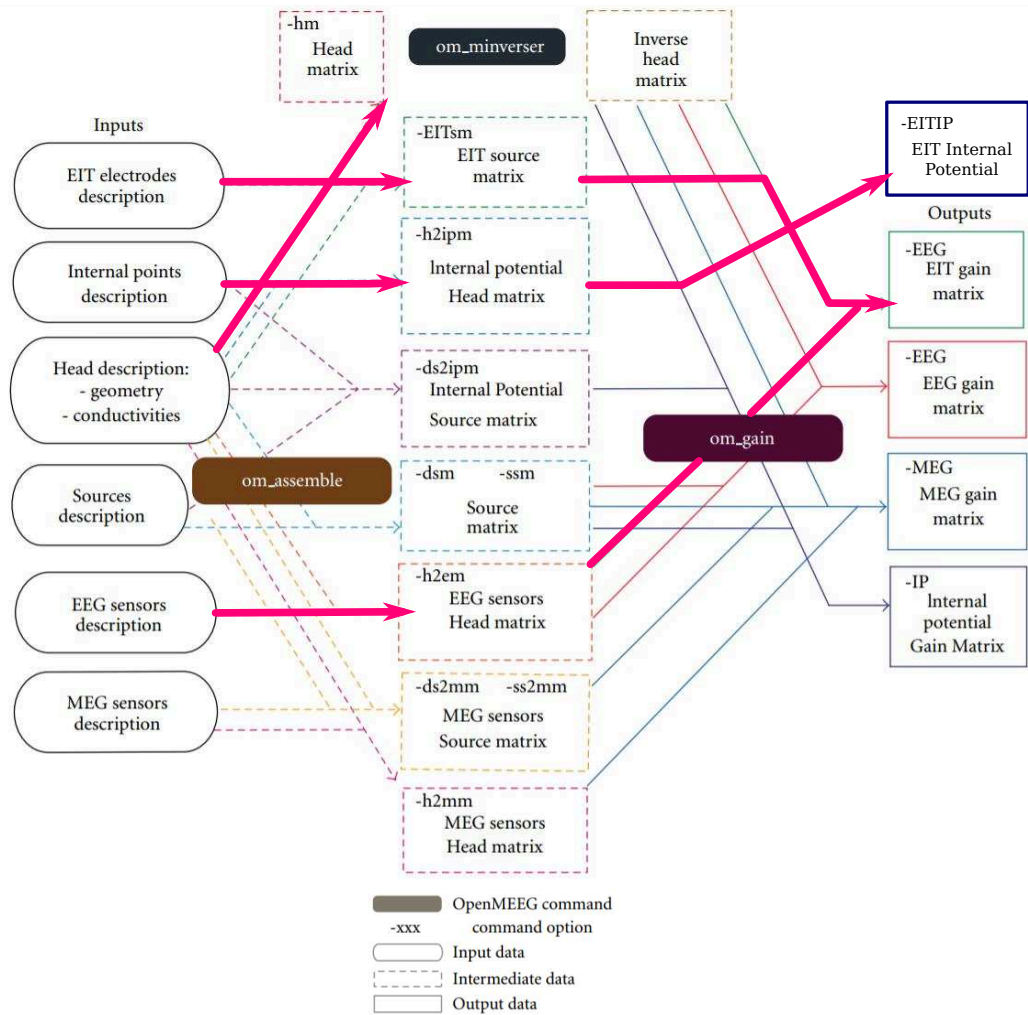 -hm
Head
matrix
om_minverser
Inverse
head
matrix
Inputs
EIT electrodes
description
Internal points
description
Head description:
- geometry
- conductivities
Sources
description
EEG sensors
description
MEG sensors
description
om_assemble
-EITsm
EIT source
matrix
-h2ipm
Internal potential
Head matrix
-ds2ipm
Internal Potential
Source matrix
-dsm -ssm
Source
matrix
-h2em
EEG sensors
Head matrix
-ds2mm -ss2mm
MEG sensors
Source matrix
-h2mm
MEG sensors
Head matrix
om_gain
-EITIP
EIT Internal
Potential
Outputs
-EEG
EIT gain
matrix
-EEG
EEG gain
matrix
-MEG
MEG gain
matrix
-IP
Internal
potential
Gain Matrix
OpenMEEG command
-xxx command option
Input data
Intermediate data
Output data